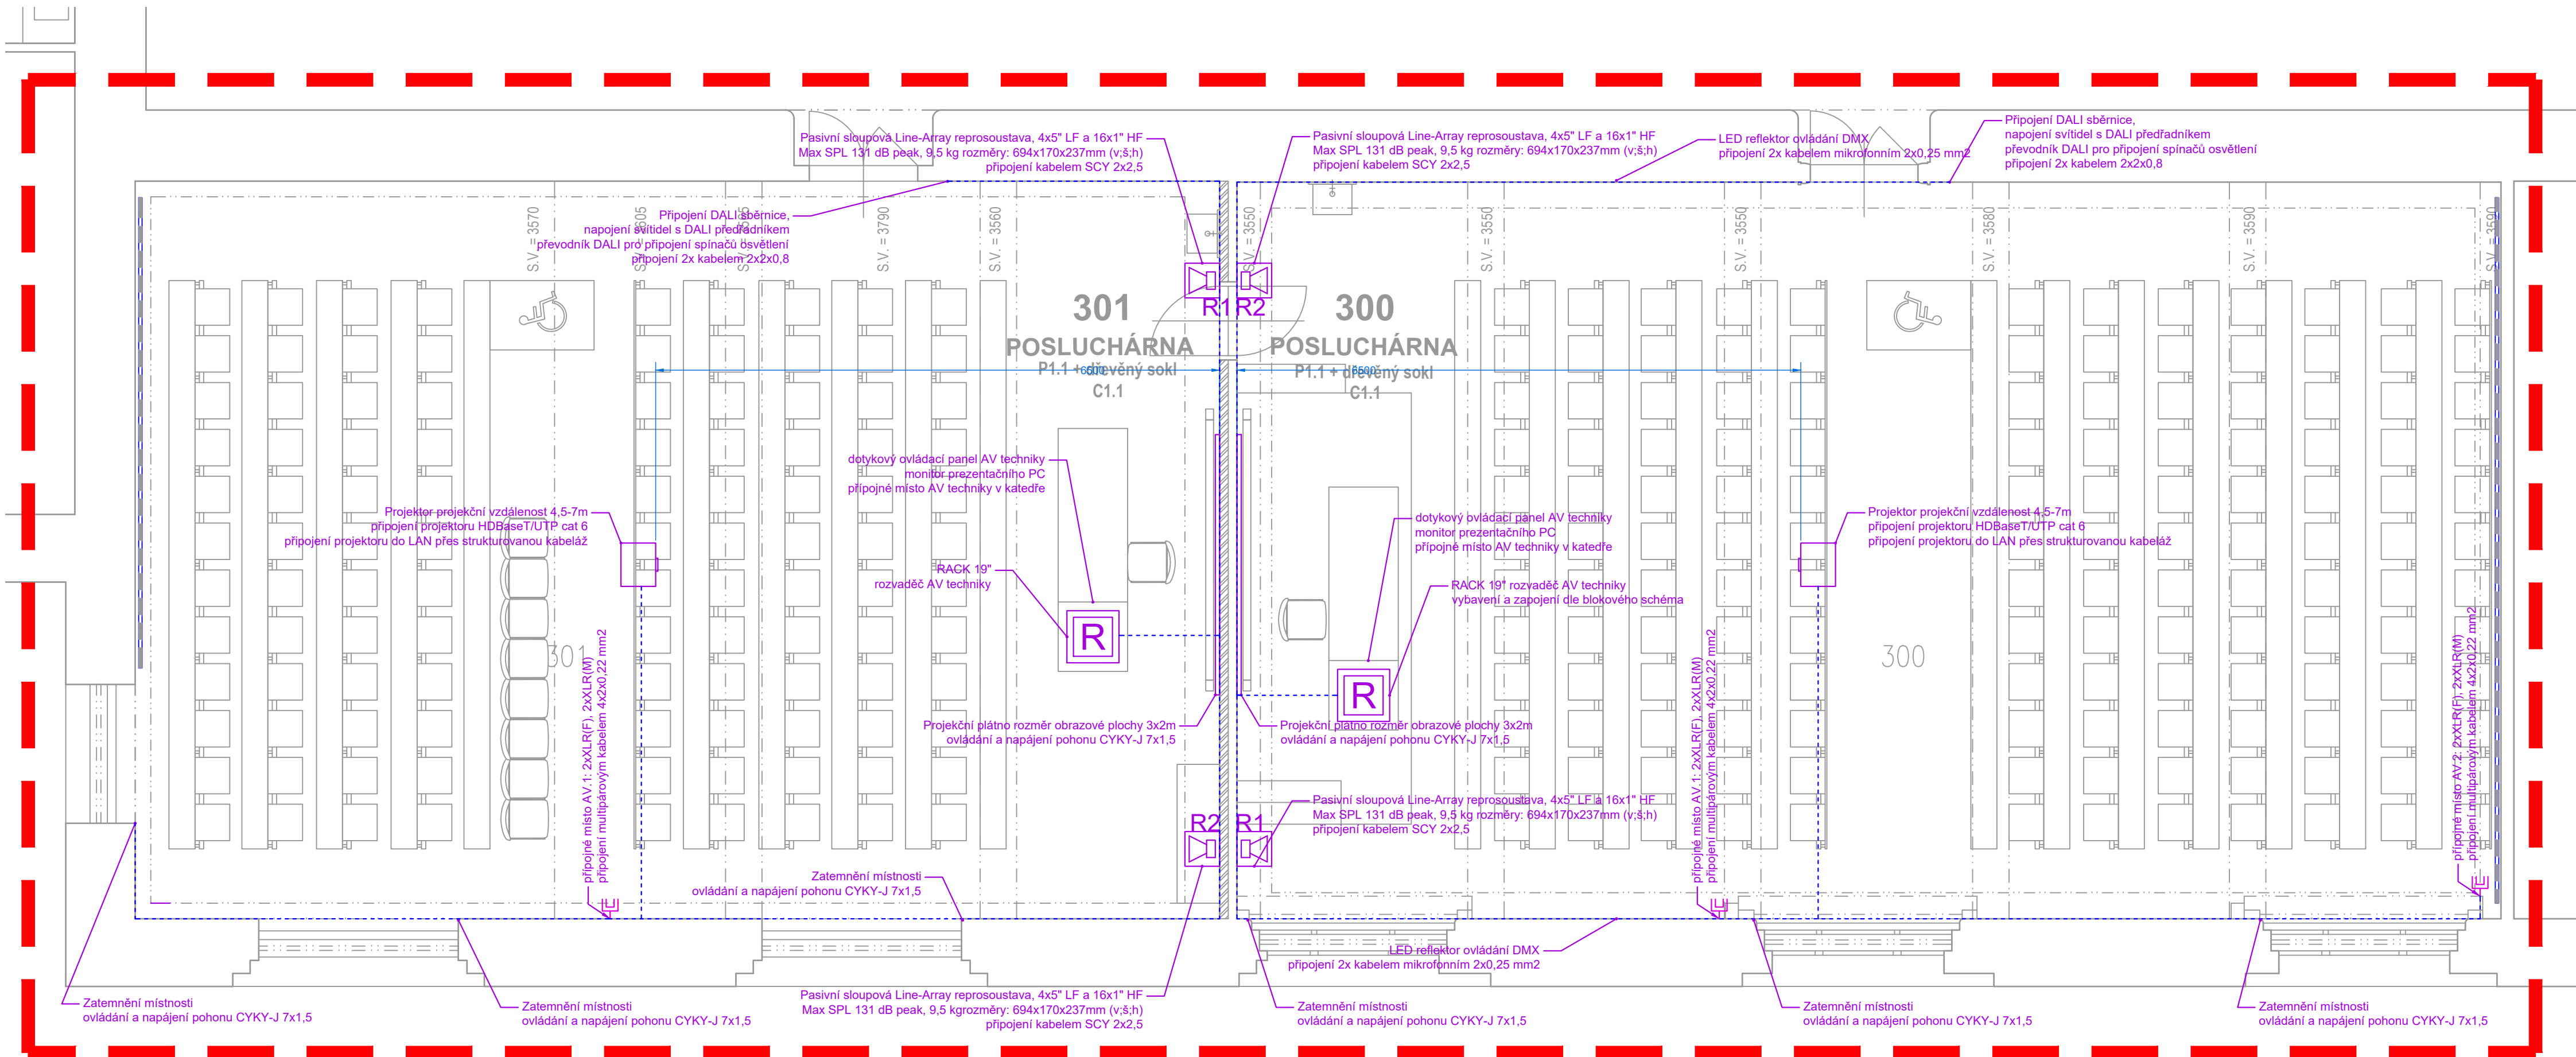 Pasivní sloupová Line-Array reprosoustava, 4x5" LF a 16x1" HF
Max SPL 131 dB peak, 9,5 kg rozměry: 694x170x237mm (v;š;h)
připojení kabelem SCY 2x2,5
Pasivní sloupová Line-Array reprosoustava, 4x5" LF a 16x1" HF
Max SPL 131 dB peak, 9,5 kg rozměry: 694x170x237mm (v;š;h)
připojení kabelem SCY 2x2,5
LED reflektor ovládání DMX
připojení 2x kabelem mikrofonním 2x0,25 mm2
Připojení DALI sběrnice,
napojení svítidel s DALI předřadníkem
převodník DALI pro připojení spínačů osvětlení
připojení 2x kabelem 2x2x0,8
Připojení DALI sběrnice,
napojení svítidel s DALI předřadníkem
převodník DALI pro připojení spínačů osvětlení
připojení 2x kabelem 2x2x0,8
S.V. = 3570
S.V. = 3605
S.V. = 3790
S.V. = 3560
S.V. = 3550
S.V. = 3550
S.V. = 3550
S.V. = 3580
S.V. = 3590
S.V. = 3590
R1
R2
301
POSLUCHÁRNA
P1.1 + dřevěný sokl
C1.1
6500
300
POSLUCHÁRNA
P1.1 + dřevěný sokl
C1.1
6500
dotykový ovládací panel AV techniky
monitor prezentačního PC
přípojné místo AV techniky v katedře
Projektor projekční vzdálenost 4,5-7m
připojení projektoru HDBaseT/UTP cat 6
připojení projektoru do LAN přes strukturovanou kabeláž
RACK 19"
rozvaděč AV techniky
R
dotykový ovládací panel AV techniky
monitor prezentačního PC
přípojné místo AV techniky v katedře
RACK 19" rozvaděč AV techniky
vybavení a zapojení dle blokového schéma
R
Projektor projekční vzdálenost 4,5-7m
připojení projektoru HDBaseT/UTP cat 6
připojení projektoru do LAN přes strukturovanou kabeláž
301
300
přípojné místo AV.1: 2xXLR(F), 2xXLR(M)
připojení multipárovým kabelem 4x2x0,22 mm2
přípojné místo AV.1: 2xXLR(F), 2xXLR(M)
připojení multipárovým kabelem 4x2x0,22 mm2
přípojné místo AV.2: 2xXLR(F), 2xXLR(M)
připojení multipárovým kabelem 4x2x0,22 mm2
Projekční plátno rozměr obrazové plochy 3x2m
ovládání a napájení pohonu CYKY-J 7x1,5
Projekční plátno rozměr obrazové plochy 3x2m
ovládání a napájení pohonu CYKY-J 7x1,5
Pasivní sloupová Line-Array reprosoustava, 4x5" LF a 16x1" HF
Max SPL 131 dB peak, 9,5 kg rozměry: 694x170x237mm (v;š;h)
připojení kabelem SCY 2x2,5
R2
R1
Zatemnění místnosti
ovládání a napájení pohonu CYKY-J 7x1,5
LED reflektor ovládání DMX
připojení 2x kabelem mikrofonním 2x0,25 mm2
Pasivní sloupová Line-Array reprosoustava, 4x5" LF a 16x1" HF
Max SPL 131 dB peak, 9,5 kgrozměry: 694x170x237mm (v;š;h)
připojení kabelem SCY 2x2,5
Zatemnění místnosti
ovládání a napájení pohonu CYKY-J 7x1,5
Zatemnění místnosti
ovládání a napájení pohonu CYKY-J 7x1,5
Zatemnění místnosti
ovládání a napájení pohonu CYKY-J 7x1,5
Zatemnění místnosti
ovládání a napájení pohonu CYKY-J 7x1,5
Zatemnění místnosti
ovládání a napájení pohonu CYKY-J 7x1,5